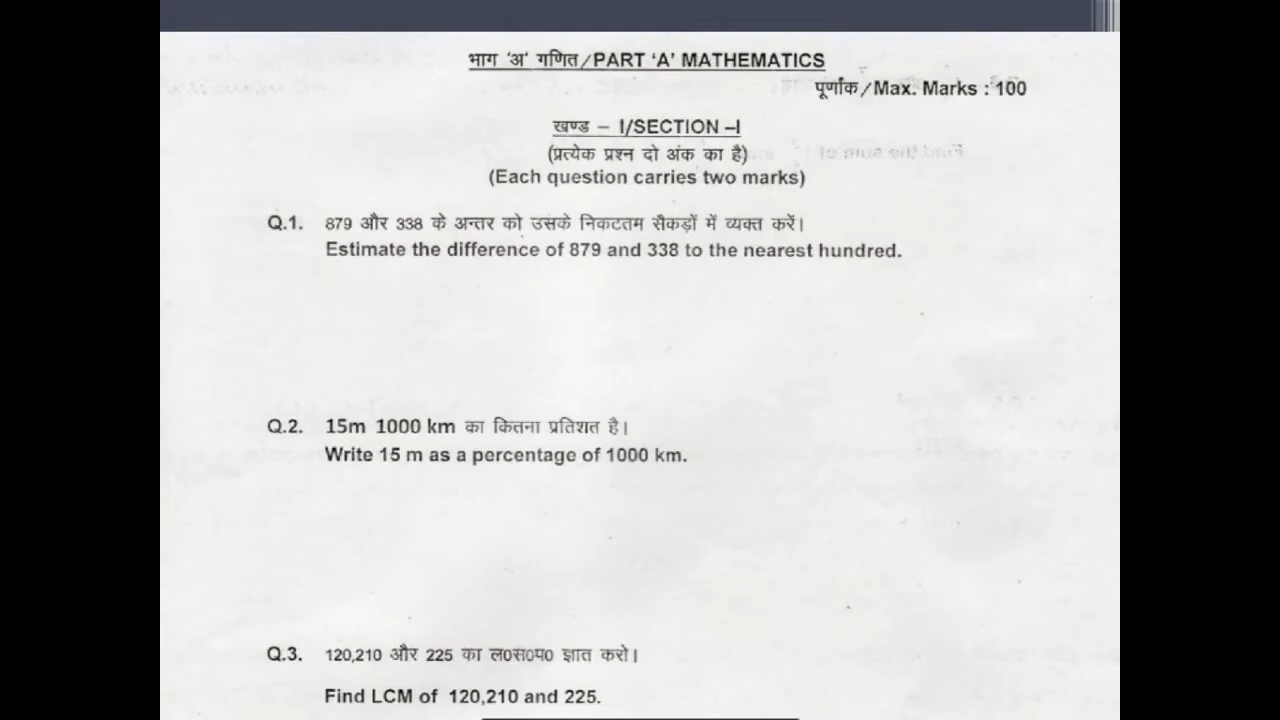 भाग 'अ' गणित/PART 'A' MATHEMATICS
पूर्णांक/Max. Marks : 100
खण्ड – I/SECTION –I
(प्रत्येक प्रश्न दो अंक का है)
(Each question carries two marks)
Q.1. 879 और 338 के अन्तर को उसके निकटतम सैकड़ों में व्यक्त करें।
Estimate the difference of 879 and 338 to the nearest hundred.
Q.2. 15m 1000 km का कितना प्रतिशत है।
Write 15 m as a percentage of 1000 km.
Q.3. 120,210 और 225 का ल0स0प0 ज्ञात करो।
Find LCM of 120,210 and 225.